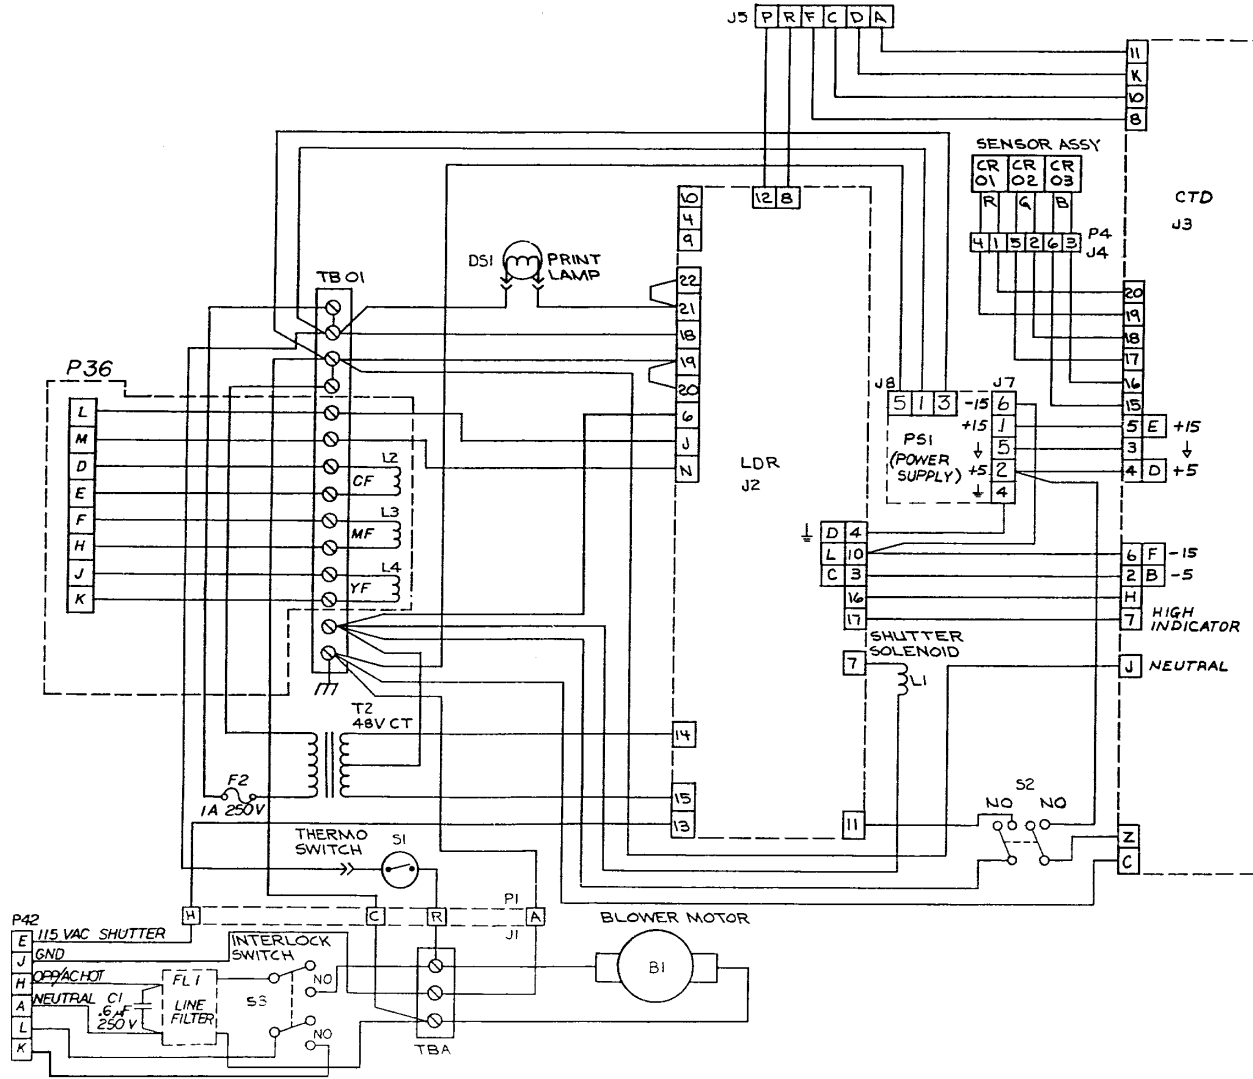 J5 P R F C D A
11
K
10
8
SENSOR ASSY
CR 01 CR 02 CR 03
R G B
4 1 5 2 6 3
P4
J4
CTD
J3
10
4
9
12 8
DS1
PRINT
LAMP
TB 01
22
21
18
19
20
6
J
N
20
19
18
17
16
15
P36
L
M
D
E
F
H
J
K
L2
CF
L3
MF
L4
YF
LDR
J2
J8
5 1 3
J7
-15 6
+15 1
5
+5 2
4
PS1
(POWER
SUPPLY)
5 E +15
3
4 D +5
D 4
L 10
C 3
16
17
6 F -15
2 B -5
H
7 HIGH
INDICATOR
SHUTTER
SOLENOID
7
L1
J NEUTRAL
T2
48V CT
14
F2
1A 250V
15
13
THERMO
SWITCH
S1
11
S2
NO NO
Z
C
P1
H C R A
J1
P42
E 115 VAC SHUTTER
J GND
H OPP/AC HOT
A NEUTRAL
L
K
C1
.6µF
250 V
FL1
LINE
FILTER
INTERLOCK
SWITCH
S3
NO
NO
TBA
BLOWER MOTOR
B1